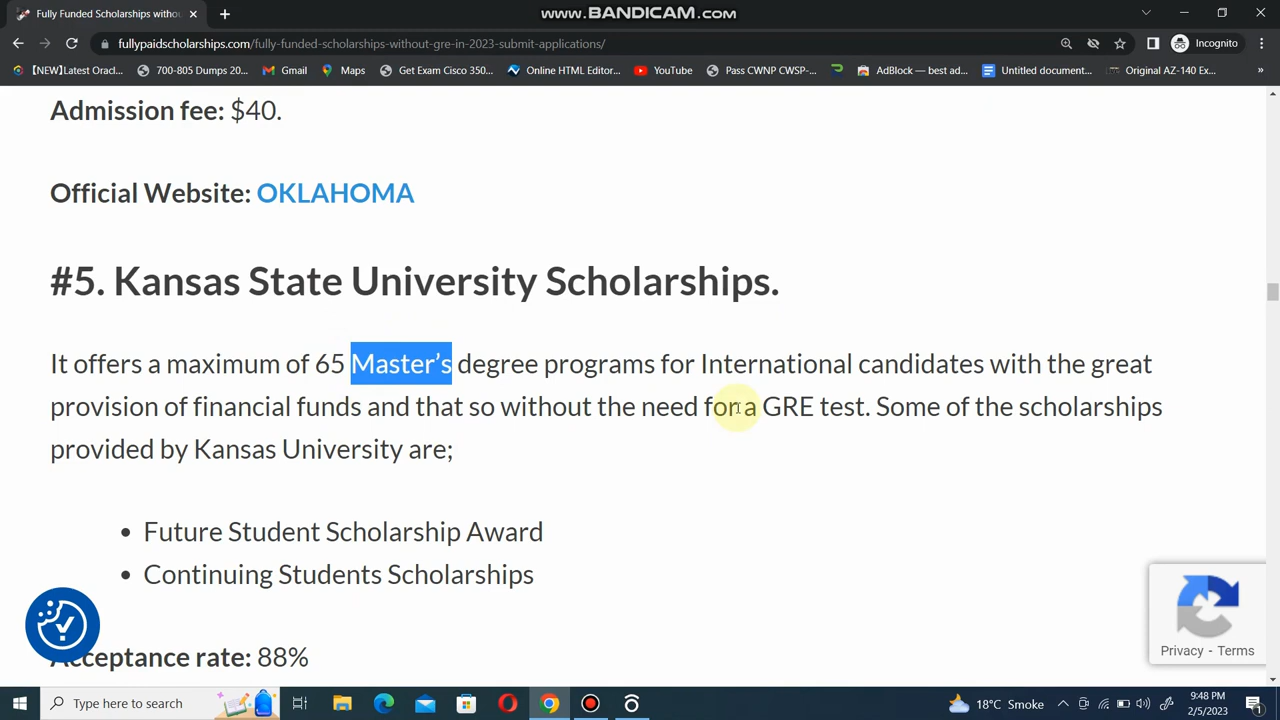 www.BANDICAM.com
Fully Funded Scholarships withou
fullypaidscholarships.com/fully-funded-scholarships-without-gre-in-2023-submit-applications/
Incognito
【NEW】Latest Oracl...
700-805 Dumps 20...
Gmail
Maps
Get Exam Cisco 350...
Online HTML Editor...
YouTube
Pass CWNP CWSP-...
AdBlock — best ad...
Untitled document...
Original AZ-140 Ex...
»
Admission fee: $40.
Official Website: OKLAHOMA
#5. Kansas State University Scholarships.
It offers a maximum of 65 Master’s degree programs for International candidates with the great
provision of financial funds and that so without the need for a GRE test. Some of the scholarships
provided by Kansas University are;
• Future Student Scholarship Award
• Continuing Students Scholarships
Acceptance rate: 88%
Privacy - Terms
Type here to search
18°C Smoke
9:48 PM
2/5/2023
1